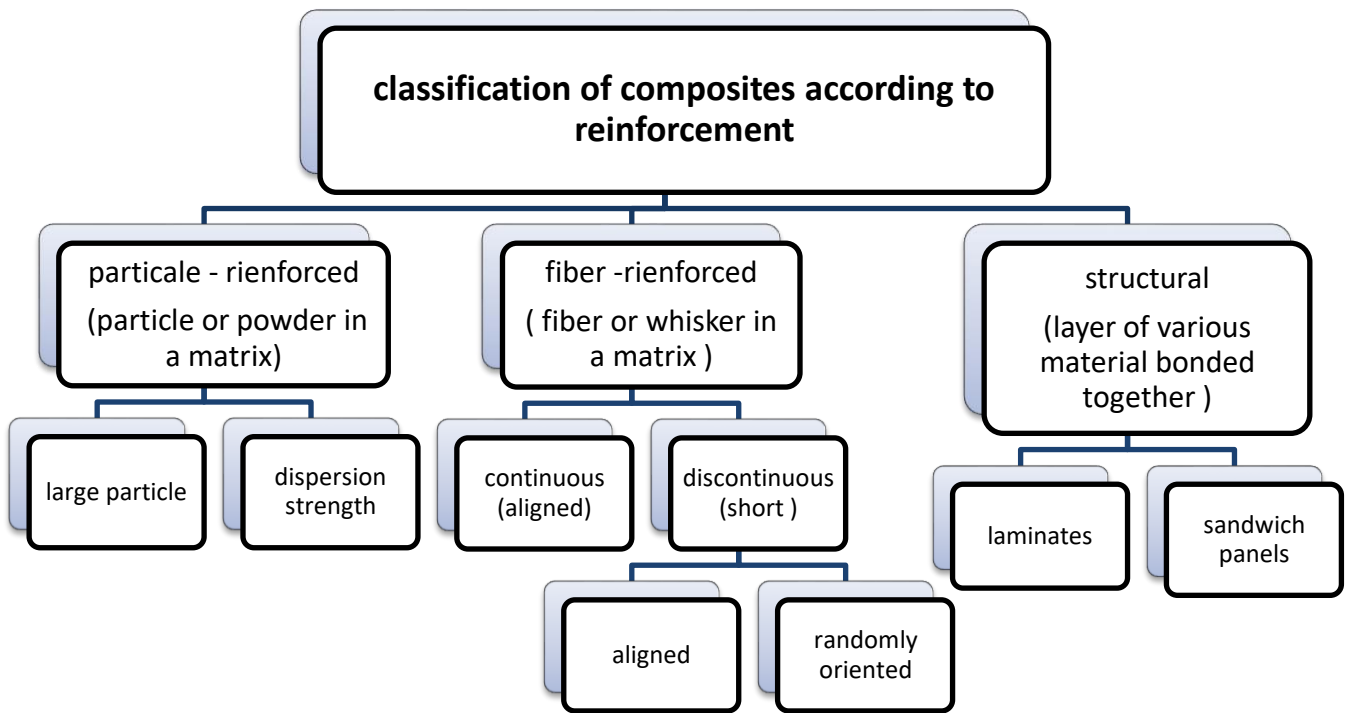 classification of composites according to
reinforcement
particale - rienforced
(particle or powder in
a matrix)
fiber -rienforced
( fiber or whisker in
a matrix )
structural
(layer of various
material bonded
together )
large particle
dispersion
strength
continuous
(aligned)
discontinuous
(short )
laminates
sandwich
panels
aligned
randomly
oriented